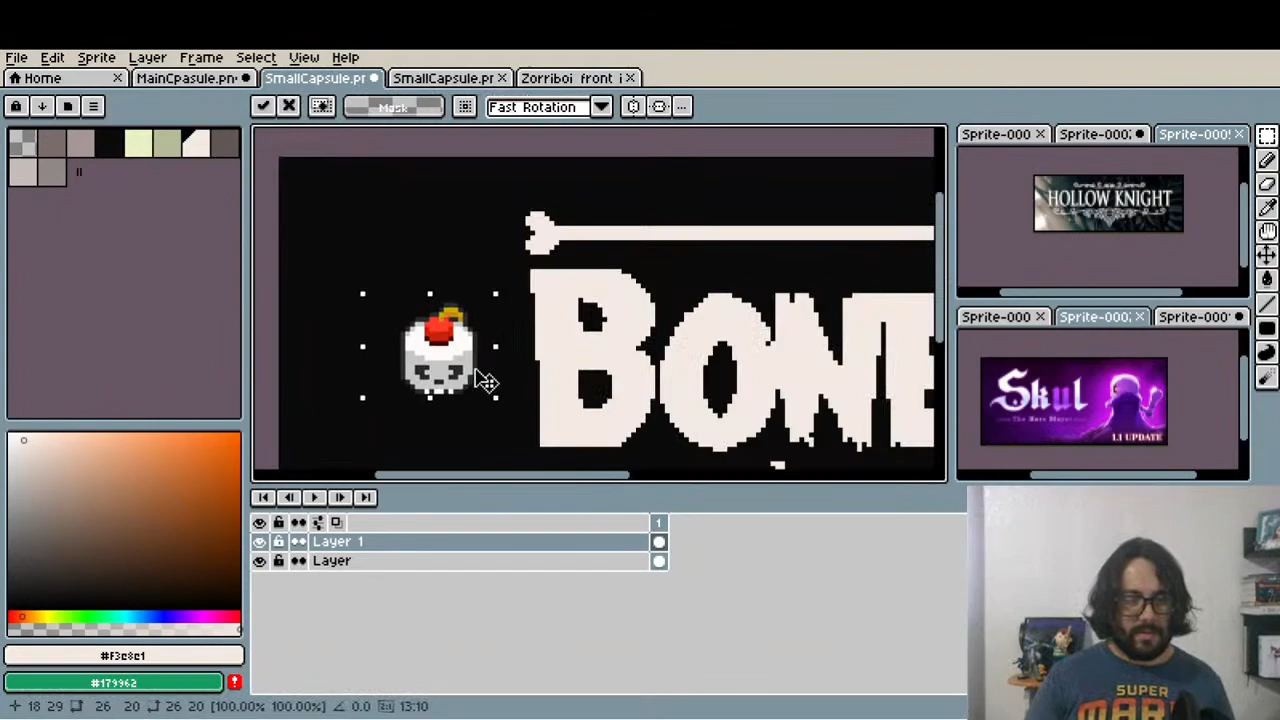 File Edit Sprite Layer Frame Select View Help
Home MainCpasule.pn SmallCapsule.pr SmallCapsule.pr Zorriboi front i
Mask Fast Rotation
Sprite-000 Sprite-000 Sprite-000
HOLLOW KNIGHT
BONE
Sprite-000 Sprite-000 Sprite-000
Skul
The Hero Slayer
1.1 UPDATE
1
Layer 1
Layer
#f3e8e1
#179962
18 29 26 20 26 20 [100.00% 100.00%] 0.0 13:10
SUPER